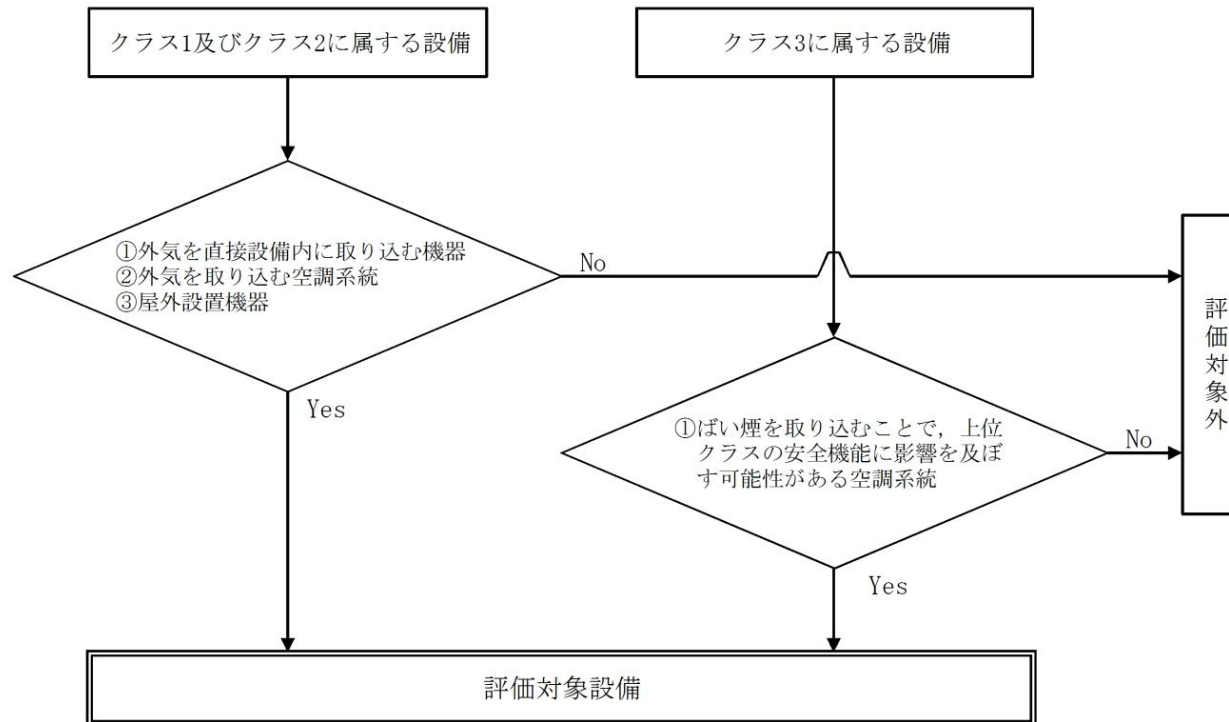 クラス1及びクラス2に属する設備
クラス3に属する設備
①外気を直接設備内に取り込む機器
②外気を取り込む空調系統
③屋外設置機器
No
Yes
①ばい煙を取り込むことで，上位
クラスの安全機能に影響を及ぼ
す可能性がある空調系統
No
Yes
評価対象外
評価対象設備